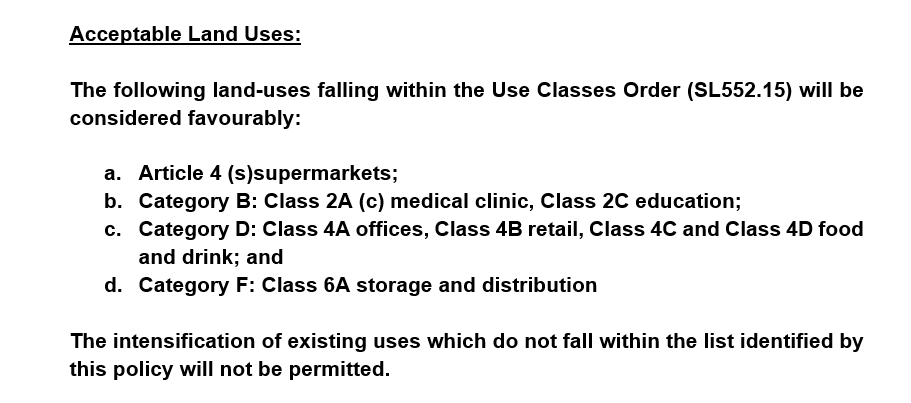 Acceptable Land Uses:
The following land-uses falling within the Use Classes Order (SL552.15) will be
considered favourably:
a. Article 4 (s)supermarkets;
b. Category B: Class 2A (c) medical clinic, Class 2C education;
c. Category D: Class 4A offices, Class 4B retail, Class 4C and Class 4D food
and drink; and
d. Category F: Class 6A storage and distribution
The intensification of existing uses which do not fall within the list identified by
this policy will not be permitted.